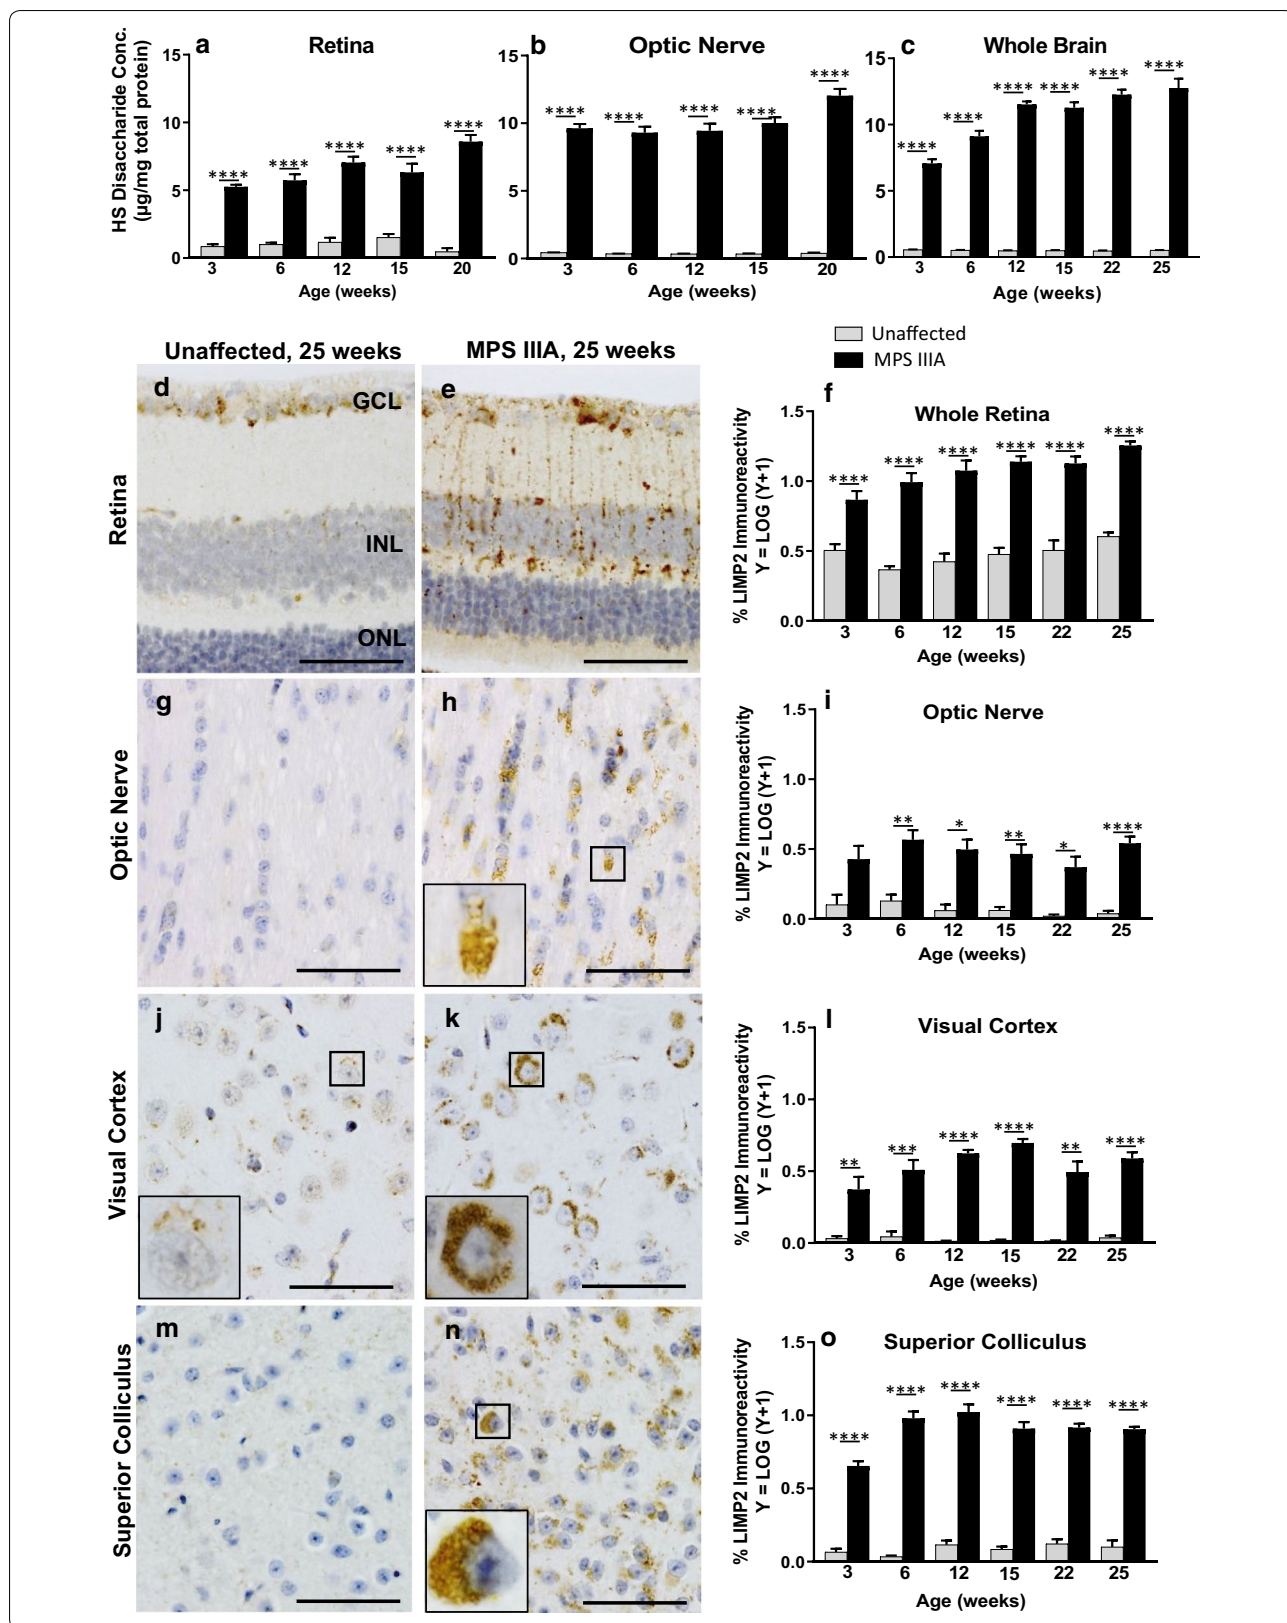 a Retina
HS Disaccharide Conc.
(µg/mg total protein)
15
10
5
0
**** **** **** **** ****
3 6 12 15 20
Age (weeks)
b Optic Nerve
15
10
5
0
**** **** **** **** ****
3 6 12 15 20
Age (weeks)
c Whole Brain
15
10
5
0
**** **** **** **** **** ****
3 6 12 15 22 25
Age (weeks)
Unaffected
MPS IIIA
Unaffected, 25 weeks
MPS IIIA, 25 weeks
Retina
d
GCL
INL
ONL
e
f
Whole Retina
% LIMP2 Immunoreactivity
Y = LOG (Y+1)
1.5
1.0
0.5
0.0
**** **** **** **** **** ****
3 6 12 15 22 25
Age (weeks)
Optic Nerve
g
h
i
Optic Nerve
% LIMP2 Immunoreactivity
Y = LOG (Y+1)
1.5
1.0
0.5
0.0
** * ** * ****
3 6 12 15 22 25
Age (weeks)
Visual Cortex
j
k
l
Visual Cortex
% LIMP2 Immunoreactivity
Y = LOG (Y+1)
1.5
1.0
0.5
0.0
** *** **** **** ** ****
3 6 12 15 22 25
Age (weeks)
Superior Colliculus
m
n
o
Superior Colliculus
% LIMP2 Immunoreactivity
Y = LOG (Y+1)
1.5
1.0
0.5
0.0
**** **** **** **** **** ****
3 6 12 15 22 25
Age (weeks)